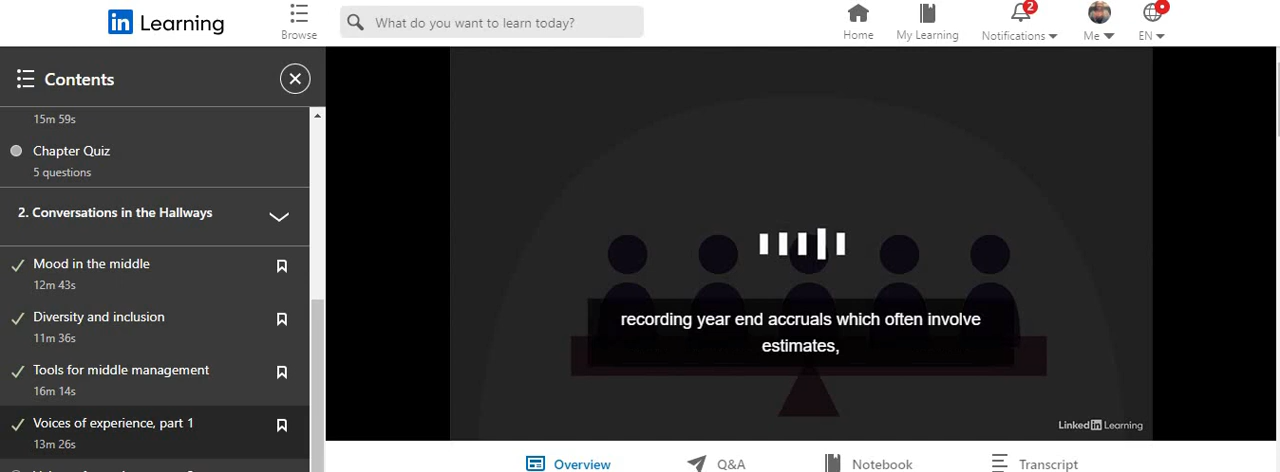 in Learning
Browse
What do you want to learn today?
Home
My Learning
2
Notifications
Me
EN
Contents
15m 59s
Chapter Quiz
5 questions
2. Conversations in the Hallways
Mood in the middle
12m 43s
Diversity and inclusion
11m 36s
Tools for middle management
16m 14s
Voices of experience, part 1
13m 26s
recording year end accruals which often involve
estimates,
Linked in Learning
Overview
Q&A
Notebook
Transcript